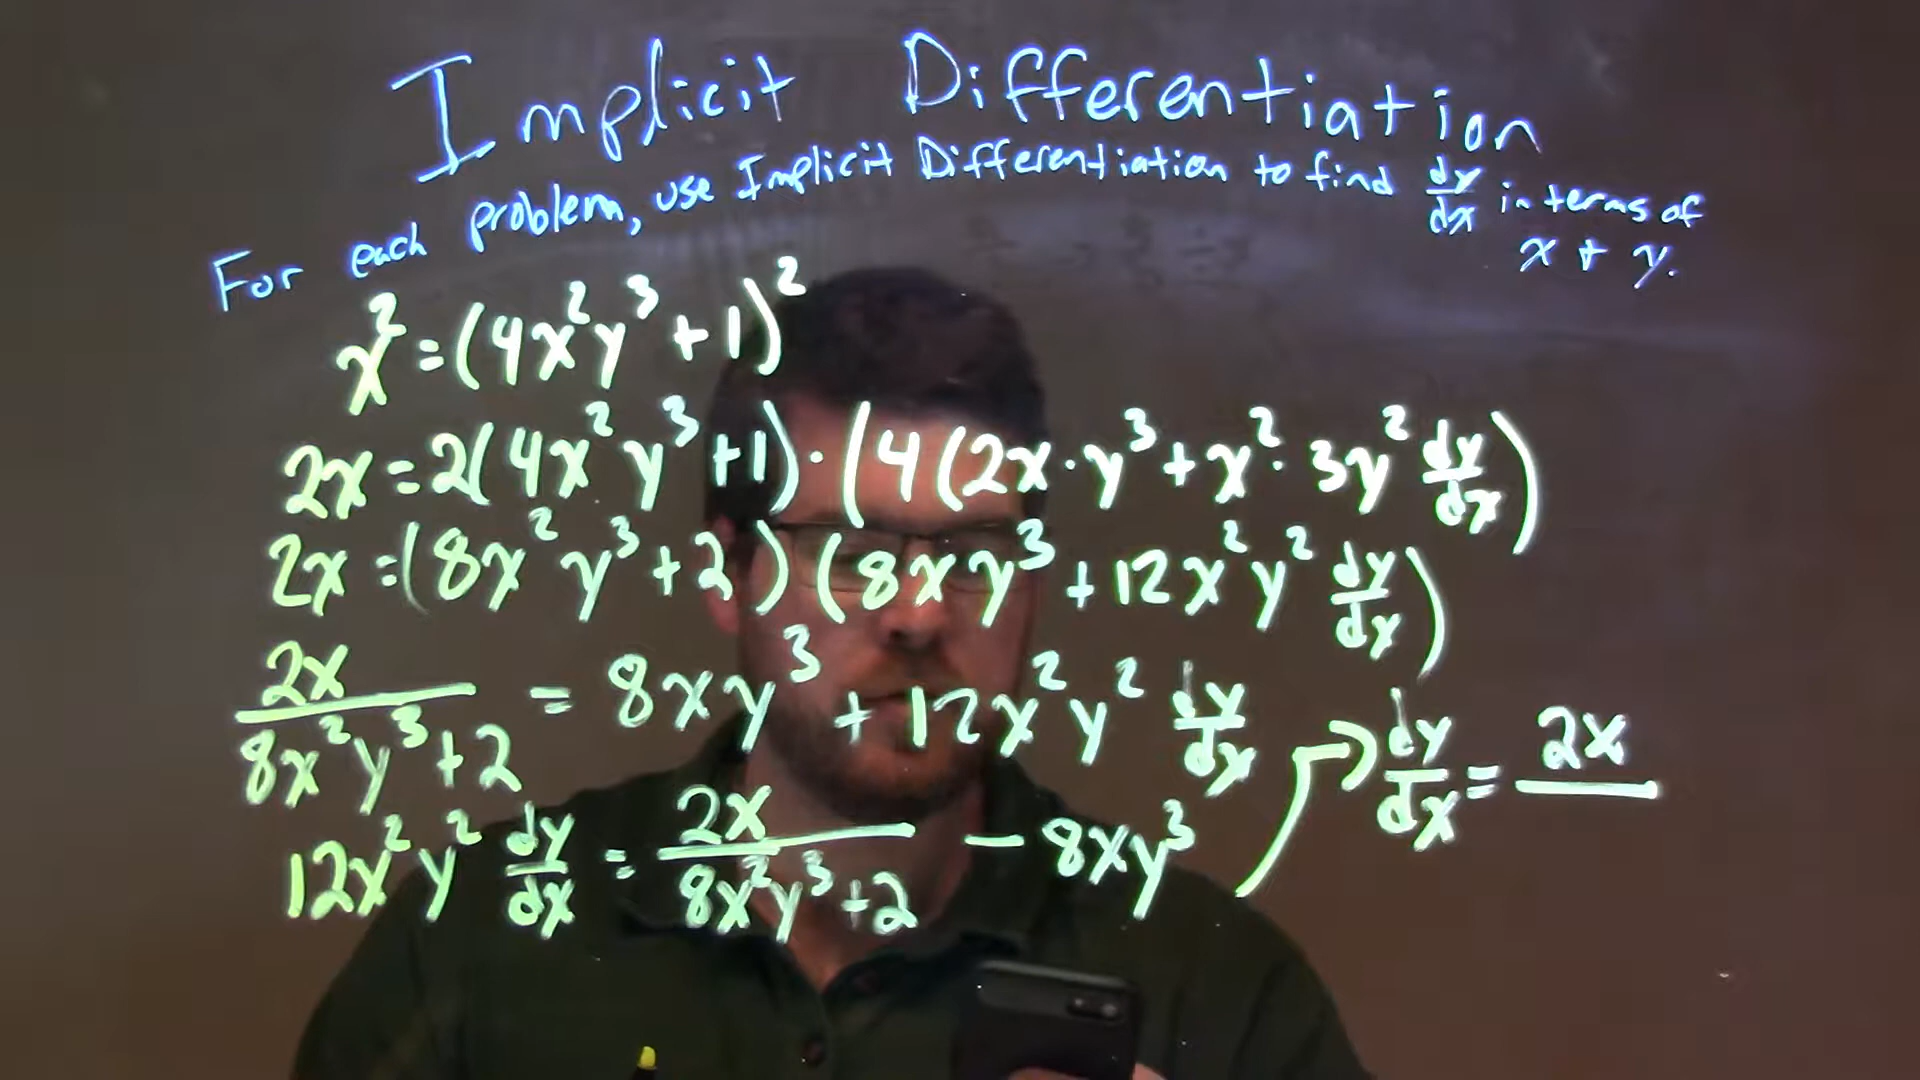 Implicit Differentiation
For each problem, use Implicit Differentiation to find dy/dx in terms of x + y.
x² = (4x²y³ + 1)²
2x = 2(4x²y³ + 1) · (4(2x · y³ + x² · 3y² dy/dx)
2x = (8x²y³ + 2)(8xy³ + 12x²y² dy/dx)
2x/(8x²y³ + 2) = 8xy³ + 12x²y² dy/dx
12x²y² dy/dx = 2x/(8x²y³ + 2) − 8xy³
→ dy/dx = 2x/